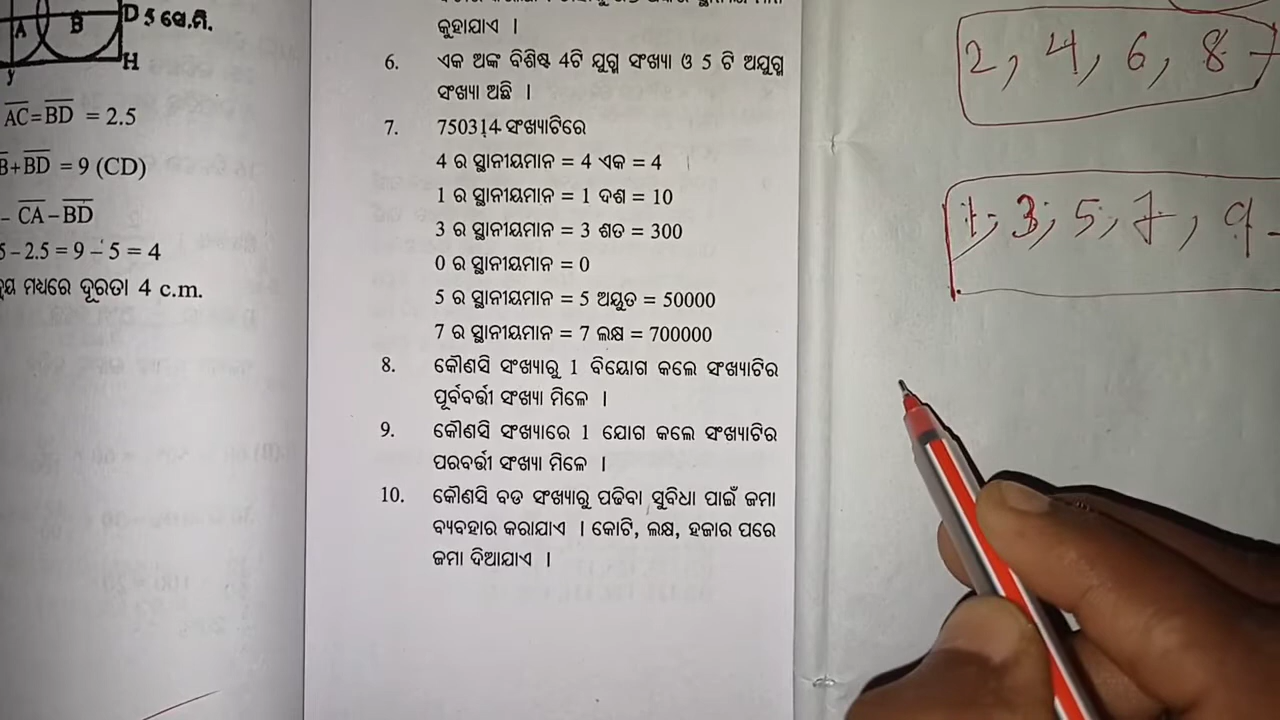 D 5 ସେ.ମି.
A B
H
y
AC = BD = 2.5
+ BD = 9 (CD)
– CA – BD
– 2.5 = 9 – 5 = 4
ମଧ୍ୟରେ ଦୂରତା 4 c.m.
କୁହାଯାଏ ।
6. ଏକ ଅଙ୍କ ବିଶିଷ୍ଟ 4ଟି ଯୁଗ୍ମ ସଂଖ୍ୟା ଓ 5 ଟି ଅଯୁଗ୍ମ
ସଂଖ୍ୟା ଅଛି ।
7. 750314 ସଂଖ୍ୟାଟିରେ
4 ର ସ୍ଥାନୀୟମାନ = 4 ଏକ = 4
1 ର ସ୍ଥାନୀୟମାନ = 1 ଦଶ = 10
3 ର ସ୍ଥାନୀୟମାନ = 3 ଶତ = 300
0 ର ସ୍ଥାନୀୟମାନ = 0
5 ର ସ୍ଥାନୀୟମାନ = 5 ଅୟୁତ = 50000
7 ର ସ୍ଥାନୀୟମାନ = 7 ଲକ୍ଷ = 700000
8. କୌଣସି ସଂଖ୍ୟାରୁ 1 ବିୟୋଗ କଲେ ସଂଖ୍ୟାଟିର
ପୂର୍ବବର୍ତ୍ତୀ ସଂଖ୍ୟା ମିଳେ ।
9. କୌଣସି ସଂଖ୍ୟାରେ 1 ଯୋଗ କଲେ ସଂଖ୍ୟାଟିର
ପରବର୍ତ୍ତୀ ସଂଖ୍ୟା ମିଳେ ।
10. କୌଣସି ବଡ ସଂଖ୍ୟାରୁ ପଢିବା ସୁବିଧା ପାଇଁ କମା
ବ୍ୟବହାର କରାଯାଏ । କୋଟି, ଲକ୍ଷ, ହଜାର ପରେ
କମା ଦିଆଯାଏ ।
2, 4, 6, 8 –
1, 3, 5, 7, 9 –